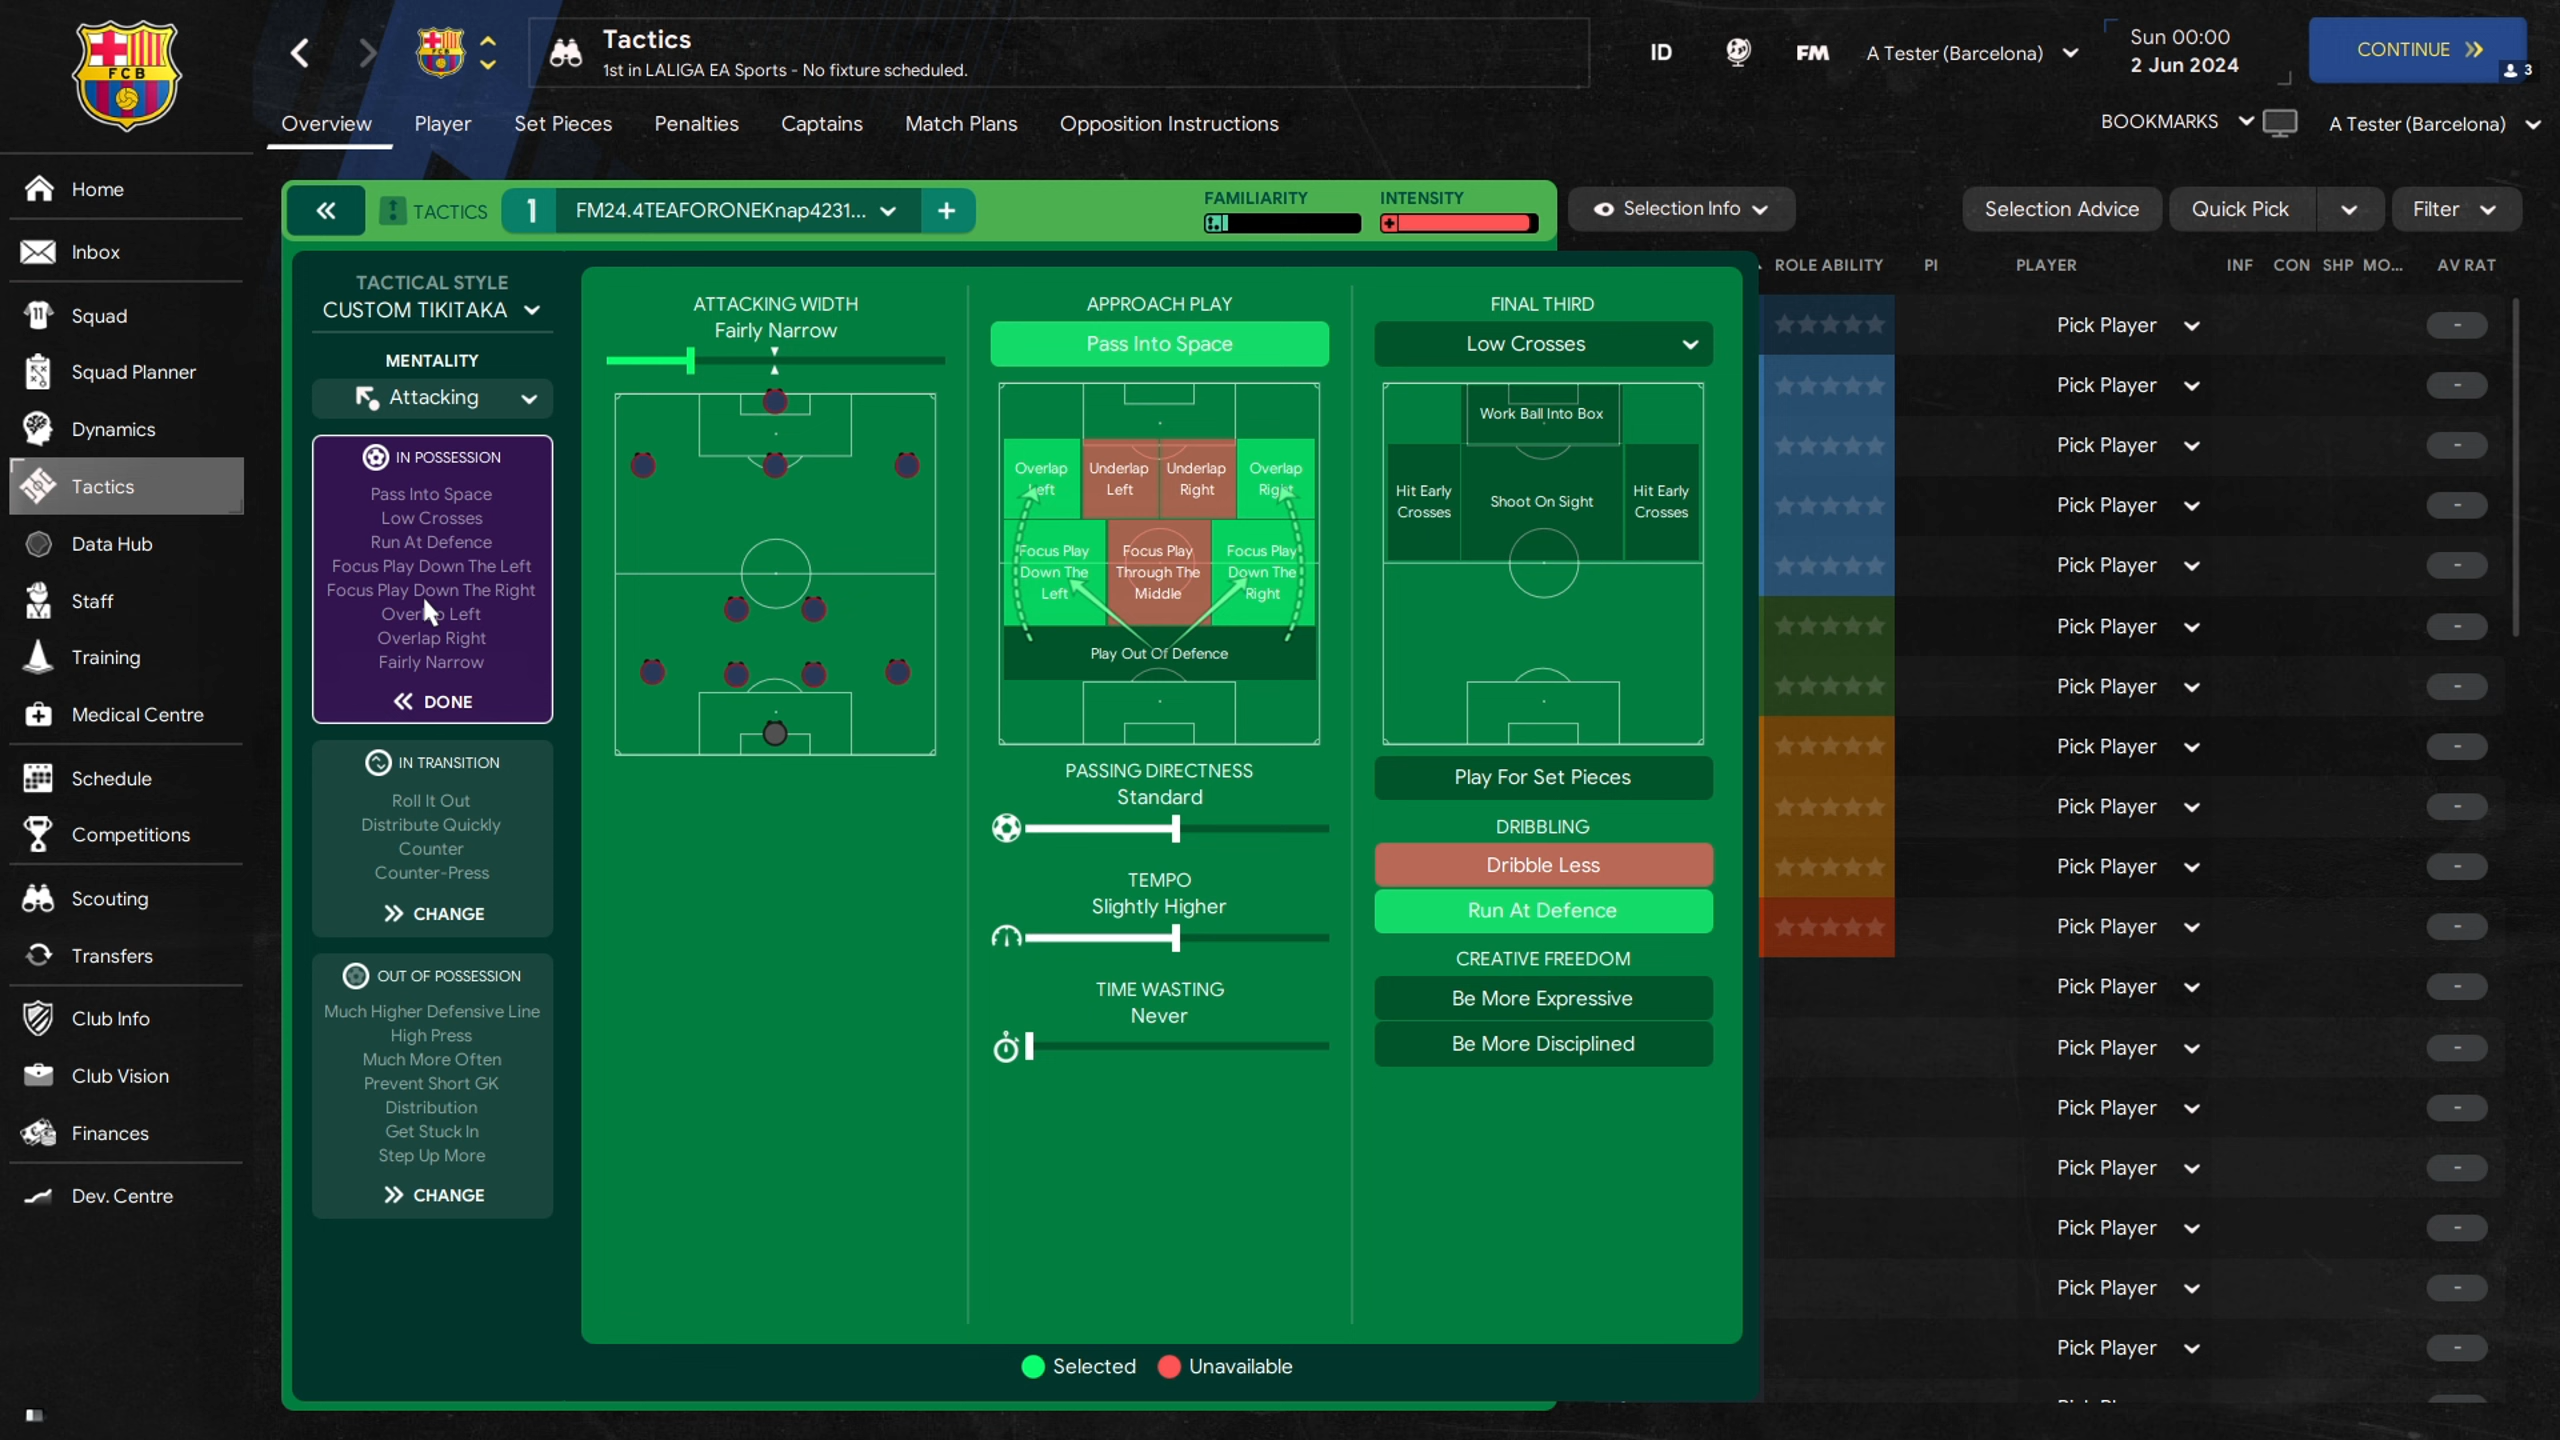 FCB
FCB
Tactics
1st in LALIGA EA Sports - No fixture scheduled.
ID
FM
A Tester (Barcelona)
Sun 00:00
2 Jun 2024
CONTINUE
3
Overview
Player
Set Pieces
Penalties
Captains
Match Plans
Opposition Instructions
BOOKMARKS
A Tester (Barcelona)
Home
Inbox
11
Squad
Squad Planner
Dynamics
Tactics
Data Hub
Staff
Training
Medical Centre
Schedule
Competitions
Scouting
Transfers
Club Info
Club Vision
Finances
Dev. Centre
TACTICS
1
FM24.4TEAFORONEKnap4231...
+
FAMILIARITY
INTENSITY
Selection Info
Selection Advice
Quick Pick
Filter
TACTICAL STYLE
CUSTOM TIKITAKA
MENTALITY
Attacking
IN POSSESSION
Pass Into Space
Low Crosses
Run At Defence
Focus Play Down The Left
Focus Play Down The Right
Overlap Left
Overlap Right
Fairly Narrow
DONE
IN TRANSITION
Roll It Out
Distribute Quickly
Counter
Counter-Press
CHANGE
OUT OF POSSESSION
Much Higher Defensive Line
High Press
Much More Often
Prevent Short GK
Distribution
Get Stuck In
Step Up More
CHANGE
ATTACKING WIDTH
Fairly Narrow
APPROACH PLAY
Pass Into Space
Overlap
Left
Underlap
Left
Underlap
Right
Overlap
Right
Focus Play
Down The
Left
Focus Play
Through The
Middle
Focus Play
Down The
Right
Play Out Of Defence
PASSING DIRECTNESS
Standard
TEMPO
Slightly Higher
TIME WASTING
Never
FINAL THIRD
Low Crosses
Work Ball Into Box
Hit Early
Crosses
Shoot On Sight
Hit Early
Crosses
Play For Set Pieces
DRIBBLING
Dribble Less
Run At Defence
CREATIVE FREEDOM
Be More Expressive
Be More Disciplined
Selected
Unavailable
ROLE ABILITY
PI
PLAYER
INF
CON
SHP
MO...
AV RAT
Pick Player
-
Pick Player
-
Pick Player
-
Pick Player
-
Pick Player
-
Pick Player
-
Pick Player
-
Pick Player
-
Pick Player
-
Pick Player
-
Pick Player
-
Pick Player
-
Pick Player
-
Pick Player
-
Pick Player
-
Pick Player
-
Pick Player
-
Pick Player
-